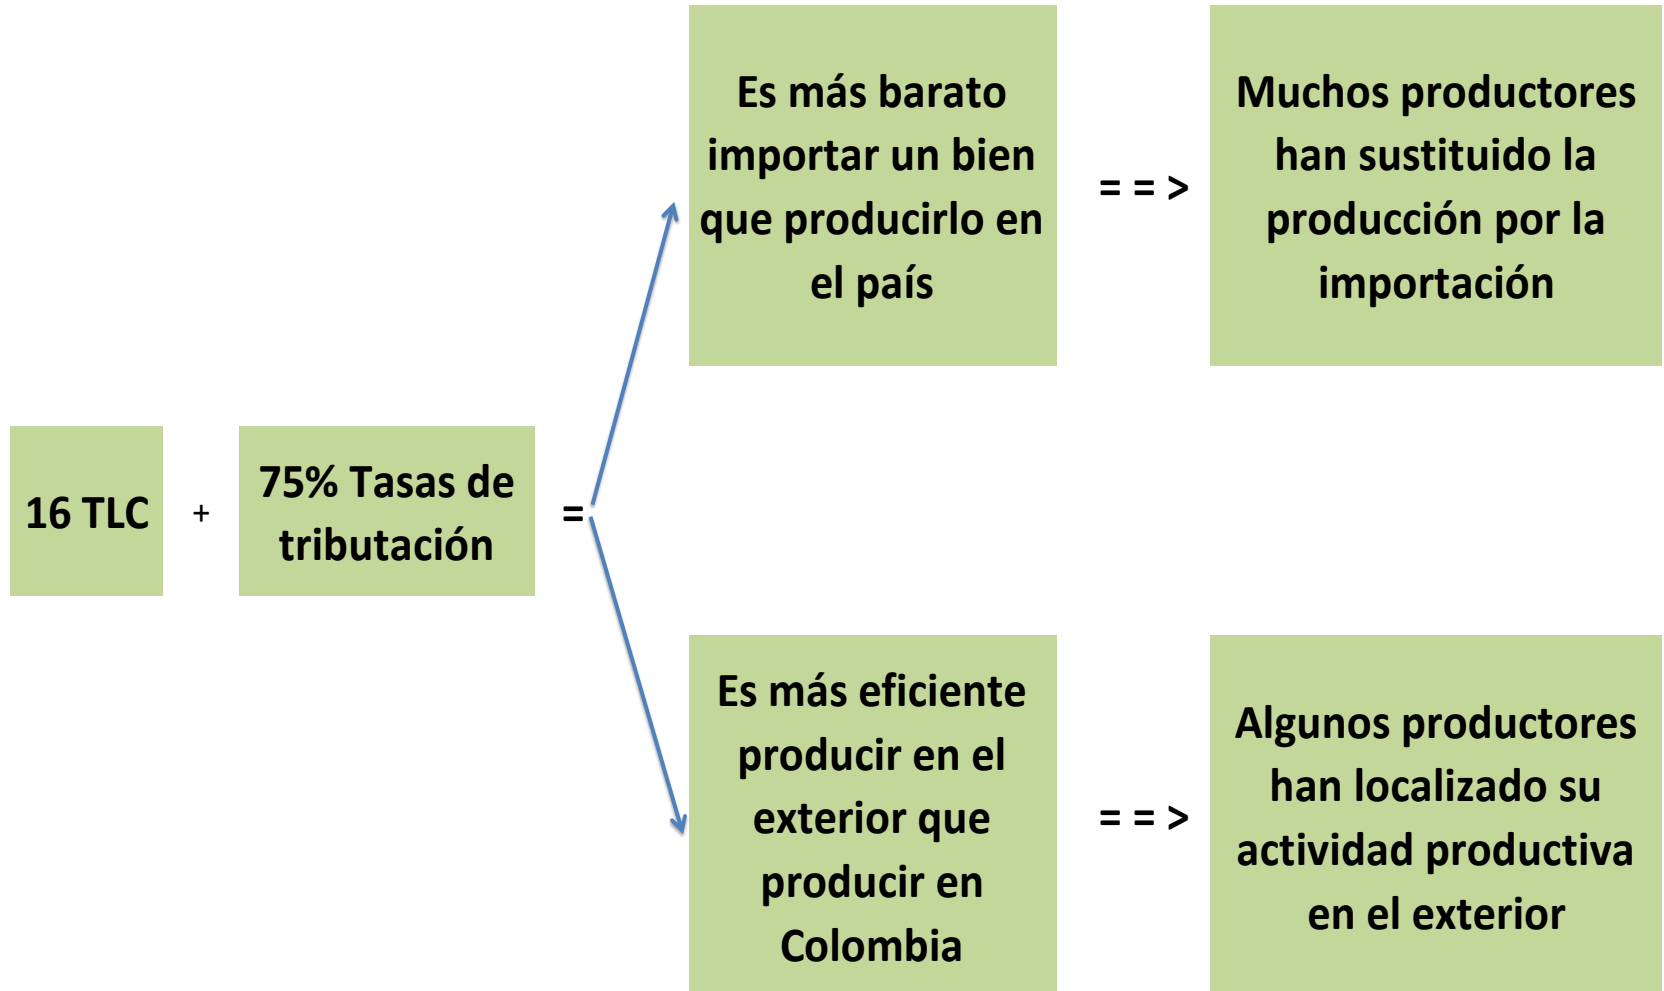 16 TLC
+
75% Tasas de
tributación
=
Es más barato
importar un bien
que producirlo en
el país
= = >
Muchos productores
han sustituido la
producción por la
importación
Es más eficiente
producir en el
exterior que
producir en
Colombia
= = >
Algunos productores
han localizado su
actividad productiva
en el exterior